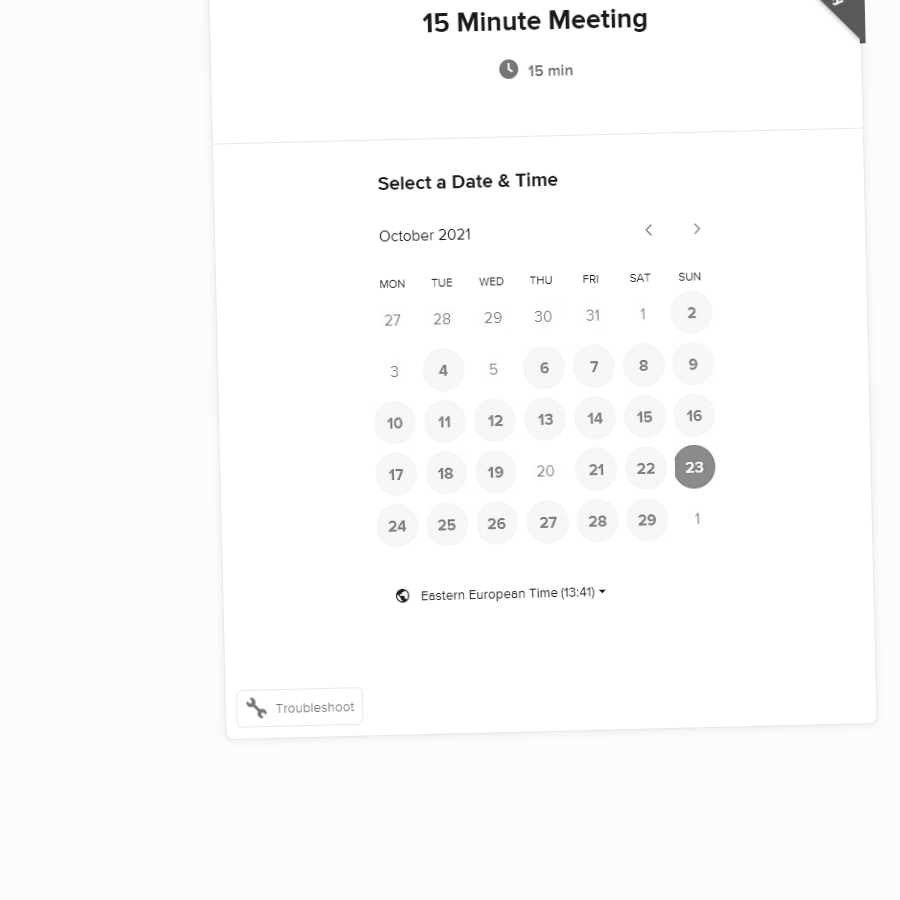 15 Minute Meeting
15 min
Select a Date & Time
October 2021
MON TUE WED THU FRI SAT SUN
27 28 29 30 31 1 2
3 4 5 6 7 8 9
10 11 12 13 14 15 16
17 18 19 20 21 22 23
24 25 26 27 28 29 1
Eastern European Time (13:41)
Troubleshoot